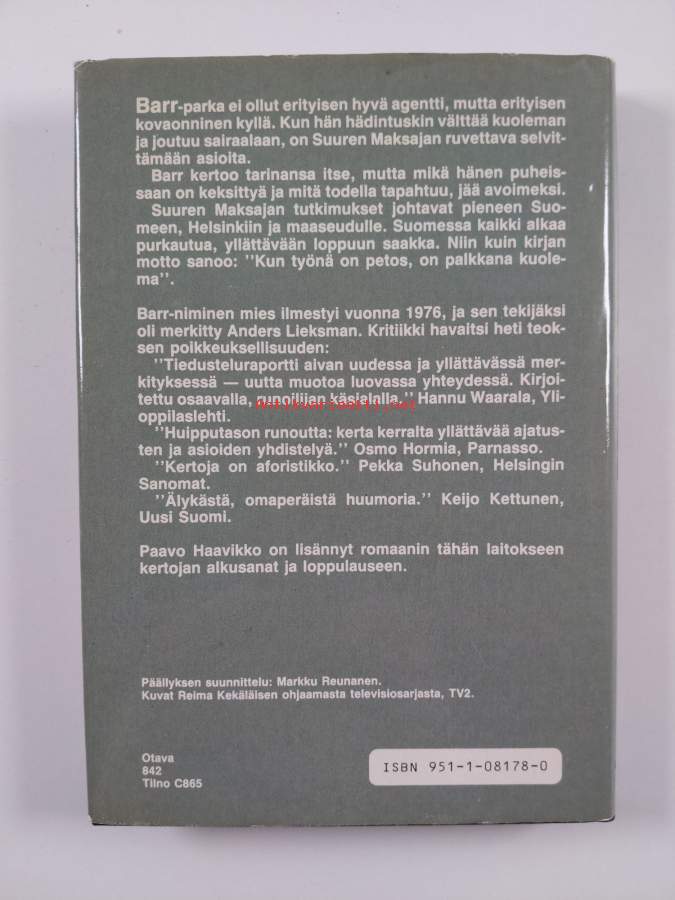 Barr-parka ei ollut erityisen hyvä agentti, mutta erityisen
kovaonninen kyllä. Kun hän hädintuskin välttää kuoleman
ja joutuu sairaalaan, on Suuren Maksajan ruvettava selvit-
tämään asioita.
Barr kertoo tarinansa itse, mutta mikä hänen puheis-
saan on keksittyä ja mitä todella tapahtuu, jää avoimeksi.
Suuren Maksajan tutkimukset johtavat pieneen Suo-
meen, Helsinkiin ja maaseudulle. Suomessa kaikki alkaa
purkautua, yllättävään loppuun saakka. Niin kuin kirjan
motto sanoo: "Kun työnä on petos, on palkkana kuole-
ma".
Barr-niminen mies ilmestyi vuonna 1976, ja sen tekijäksi
oli merkitty Anders Lieksman. Kritiikki havaitsi heti teok-
sen poikkeuksellisuuden:
"Tiedusteluraportti aivan uudessa ja yllättävässä mer-
kityksessä — uutta muotoa luovassa yhteydessä. Kirjoi-
tettu osaavalla, runoilijan käsialalla." Hannu Waarala, Yli-
oppilaslehti.
"Huipputason runoutta: kerta kerralta yllättävää ajatus-
ten ja asioiden yhdistelyä." Osmo Hormia, Parnasso.
"Kertoja on aforistikko." Pekka Suhonen, Helsingin
Sanomat.
"Älykästä, omaperäistä huumoria." Keijo Kettunen,
Uusi Suomi.
Paavo Haavikko on lisännyt romaanin tähän laitokseen
kertojan alkusanat ja loppulauseen.
Päällyksen suunnittelu: Markku Reunanen.
Kuvat Reima Kekäläisen ohjaamasta televisiosarjasta, TV2.
Otava
842
Tilno C865
ISBN 951-1-08178-0